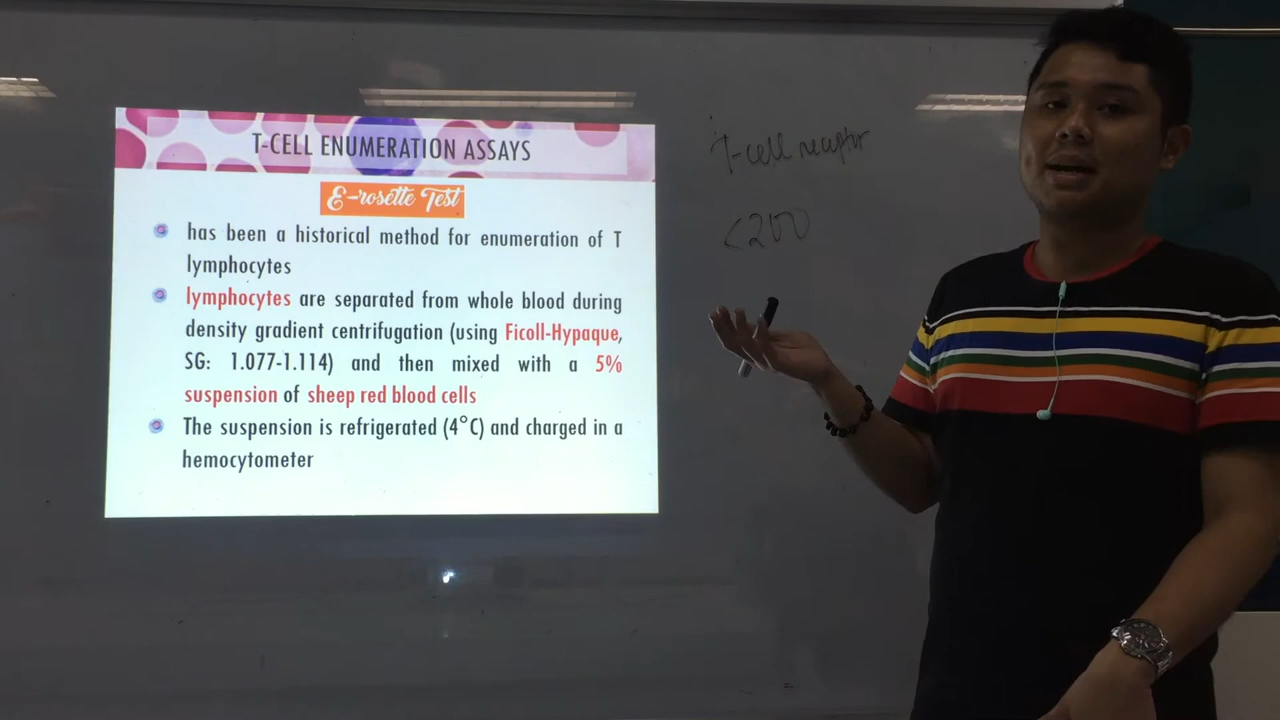 T-CELL ENUMERATION ASSAYS
E-rosette Test
has been a historical method for enumeration of T
lymphocytes
lymphocytes are separated from whole blood during
density gradient centrifugation (using Ficoll-Hypaque,
SG: 1.077-1.114) and then mixed with a 5%
suspension of sheep red blood cells
The suspension is refrigerated (4°C) and charged in a
hemocytometer
T-cell receptor
<200